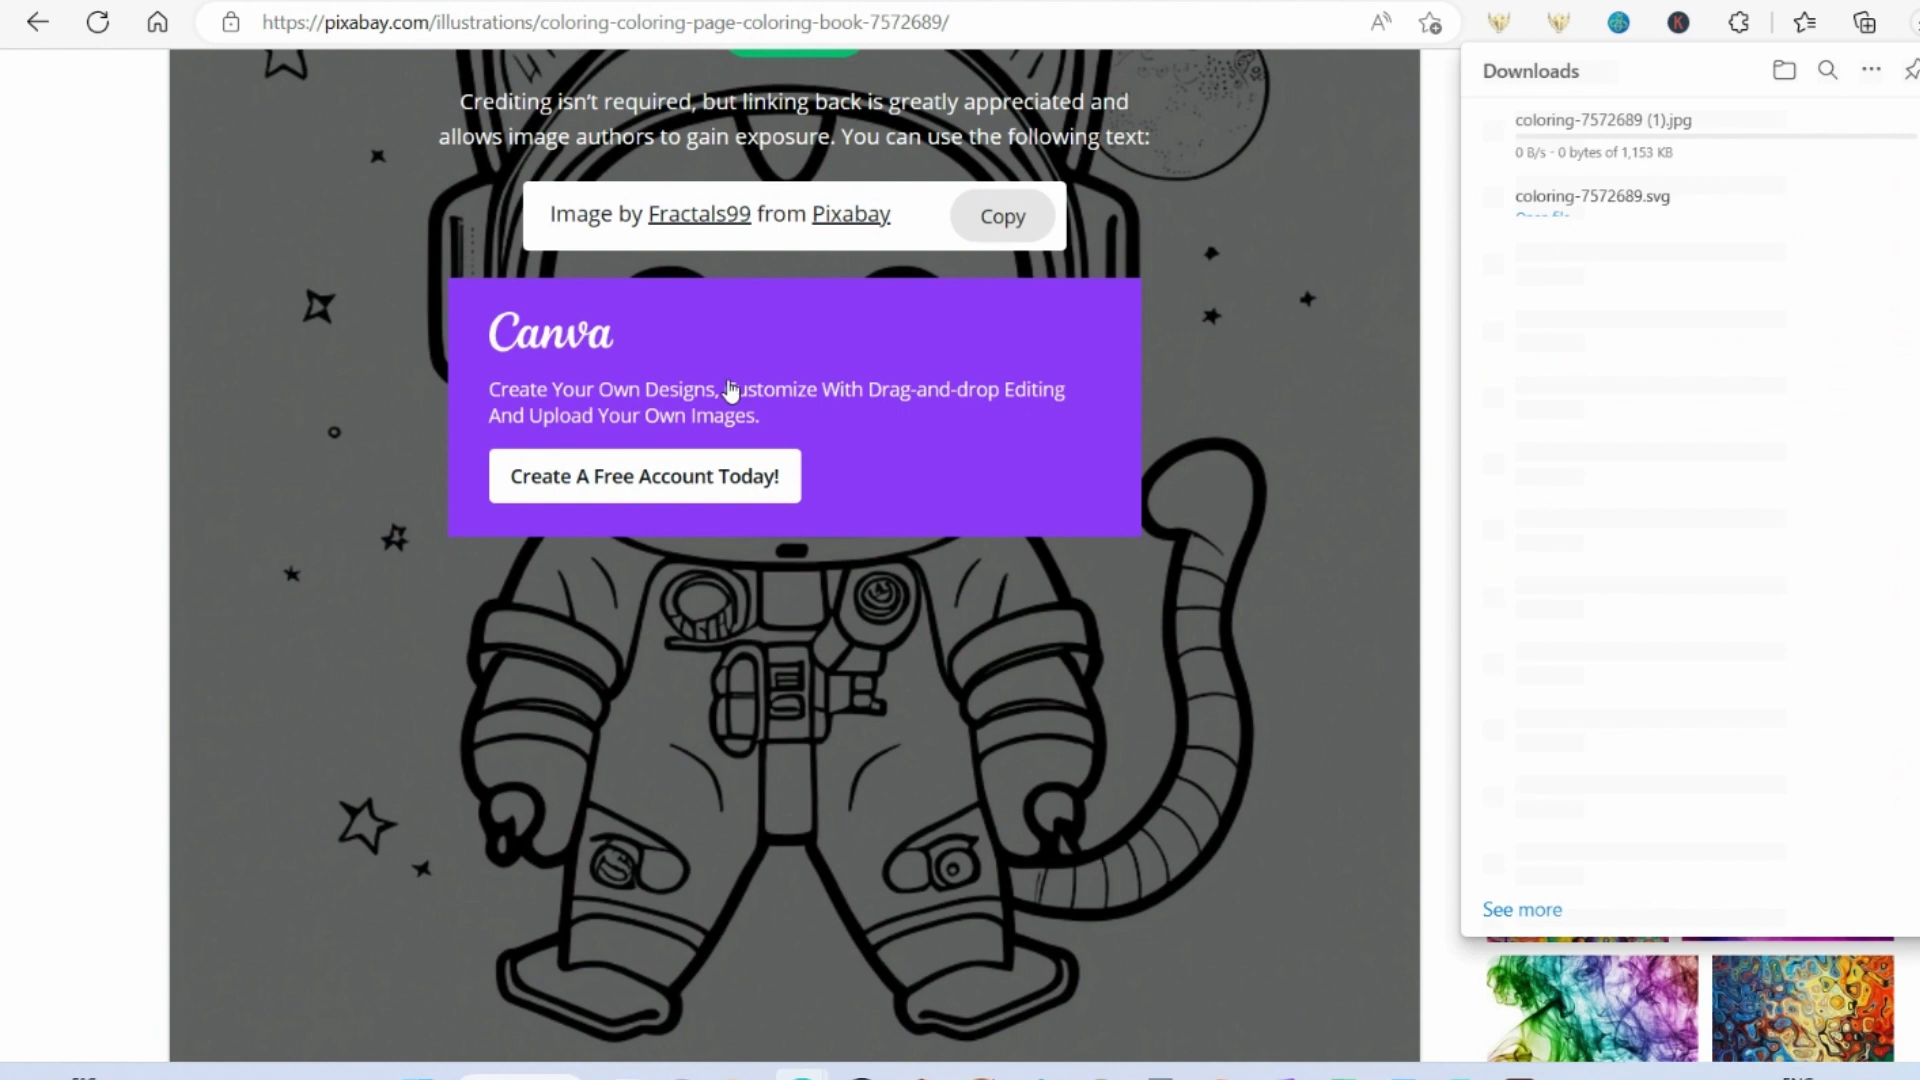 https://pixabay.com/illustrations/coloring-coloring-page-coloring-book-7572689/
Downloads
coloring-7572689 (1).jpg
0 B/s - 0 bytes of 1,153 KB
coloring-7572689.svg
See more
Crediting isn't required, but linking back is greatly appreciated and
allows image authors to gain exposure. You can use the following text:
Image by Fractals99 from Pixabay
Copy
Canva
Create Your Own Designs, Customize With Drag-and-drop Editing
And Upload Your Own Images.
Create A Free Account Today!